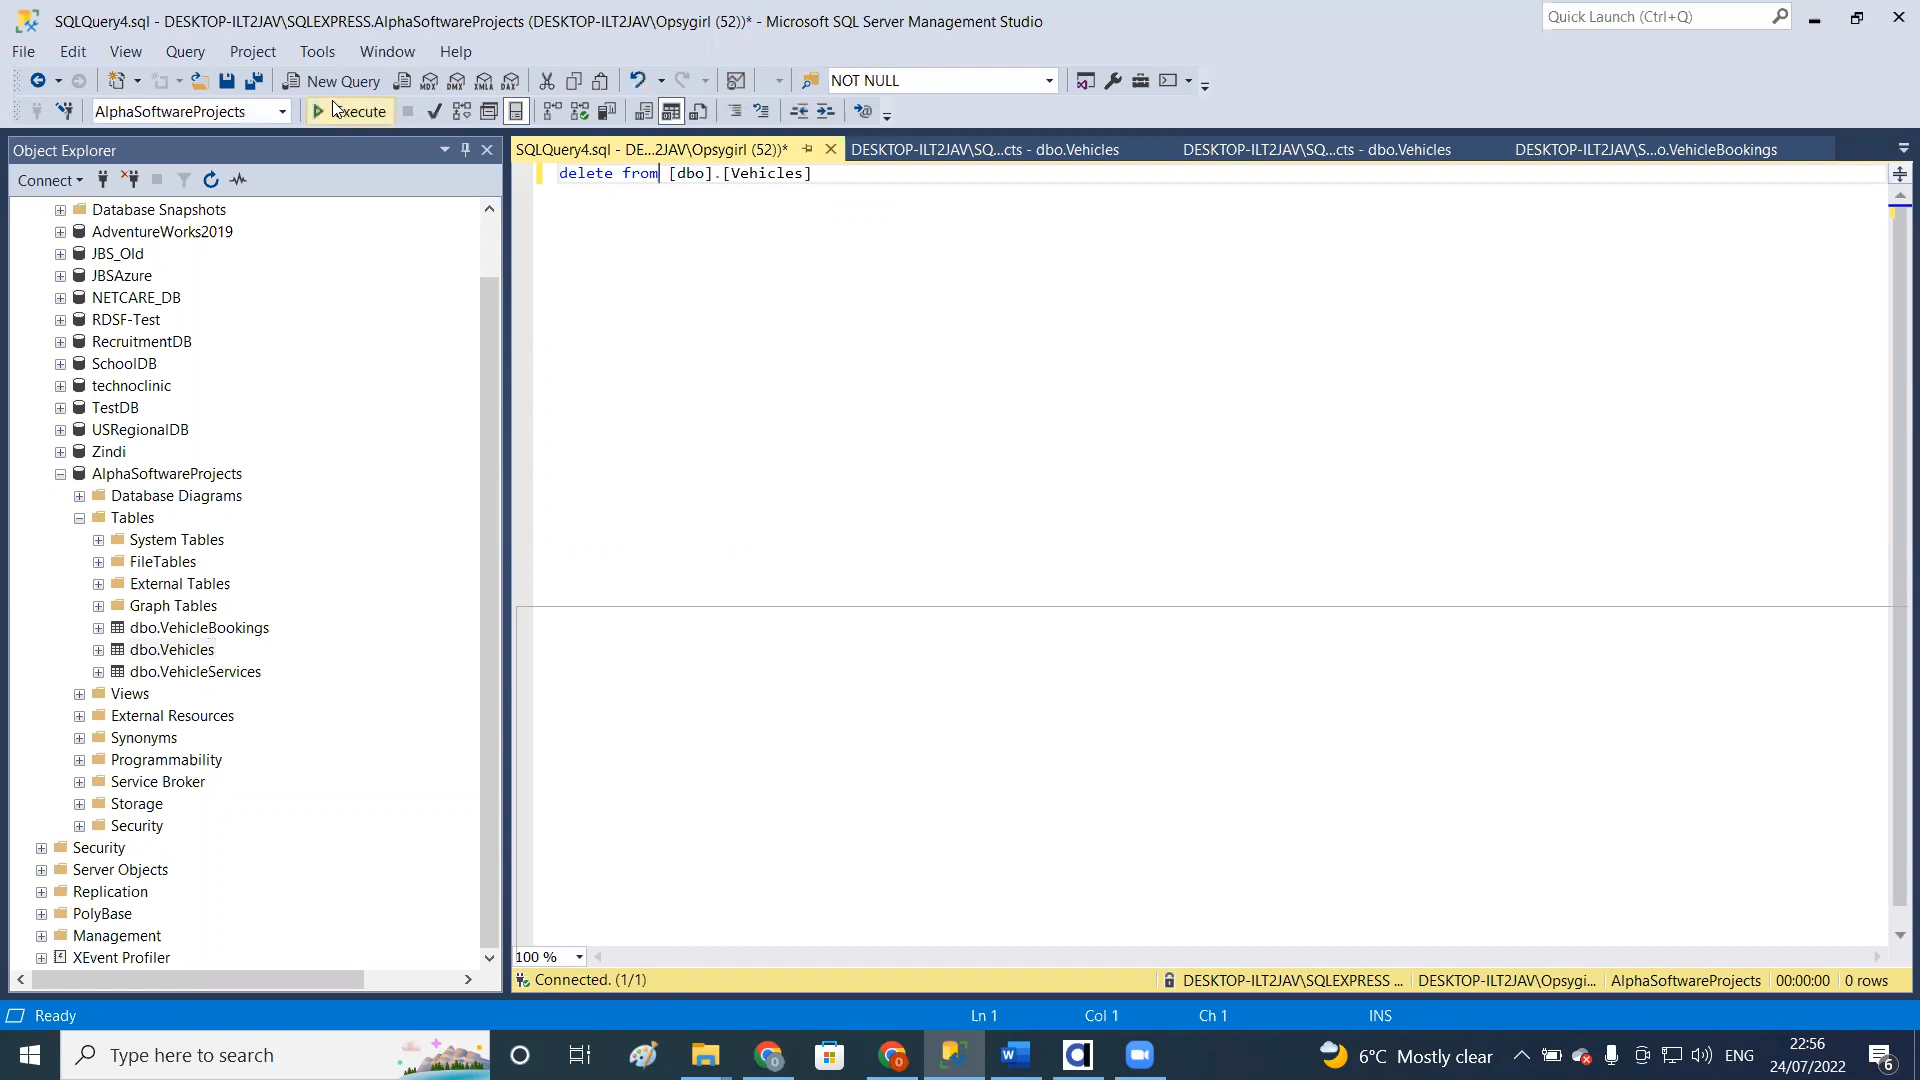 SQLQuery4.sql - DESKTOP-ILT2JAV\SQLEXPRESS.AlphaSoftwareProjects (DESKTOP-ILT2JAV\Opsygirl (52))* - Microsoft SQL Server Management Studio
Quick Launch (Ctrl+Q)
File Edit View Query Project Tools Window Help
New Query MDX DMX XMLA DAX NOT NULL
AlphaSoftwareProjects Execute
Object Explorer
SQLQuery4.sql - DE...2JAV\Opsygirl (52))* DESKTOP-ILT2JAV\SQ...cts - dbo.Vehicles DESKTOP-ILT2JAV\SQ...cts - dbo.Vehicles DESKTOP-ILT2JAV\S...o.VehicleBookings
Connect
delete from [dbo].[Vehicles]
Database Snapshots
AdventureWorks2019
JBS_Old
JBSAzure
NETCARE_DB
RDSF-Test
RecruitmentDB
SchoolDB
technoclinic
TestDB
USRegionalDB
Zindi
AlphaSoftwareProjects
Database Diagrams
Tables
System Tables
FileTables
External Tables
Graph Tables
dbo.VehicleBookings
dbo.Vehicles
dbo.VehicleServices
Views
External Resources
Synonyms
Programmability
Service Broker
Storage
Security
Security
Server Objects
Replication
PolyBase
Management
XEvent Profiler
100 %
Connected. (1/1) DESKTOP-ILT2JAV\SQLEXPRESS ... DESKTOP-ILT2JAV\Opsygi... AlphaSoftwareProjects 00:00:00 0 rows
Ready Ln 1 Col 1 Ch 1 INS
Type here to search 6°C Mostly clear ENG 22:56
24/07/2022
6